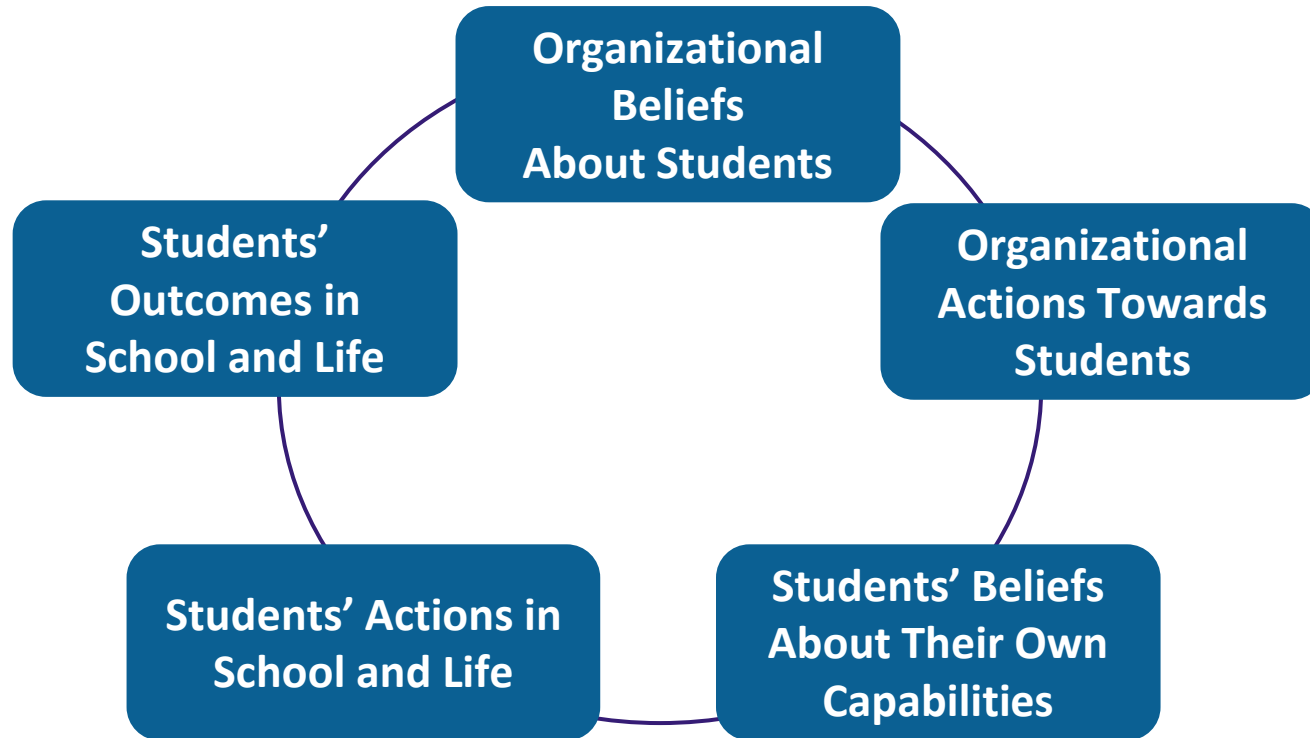 Organizational
Beliefs
About Students
Organizational
Actions Towards
Students
Students’ Beliefs
About Their Own
Capabilities
Students’ Actions in
School and Life
Students’
Outcomes in
School and Life